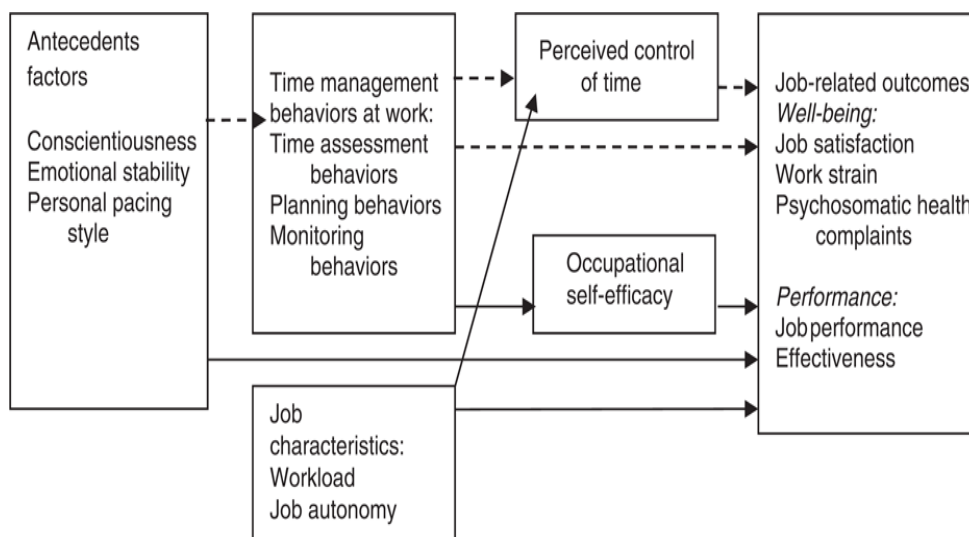 Antecedents
factors
Conscientiousness
Emotional stability
Personal pacing
style
Time management
behaviors at work:
Time assessment
behaviors
Planning behaviors
Monitoring
behaviors
Perceived control
of time
Occupational
self-efficacy
Job
characteristics:
Workload
Job autonomy
Job-related outcomes
Well-being:
Job satisfaction
Work strain
Psychosomatic health
complaints
Performance:
Job performance
Effectiveness